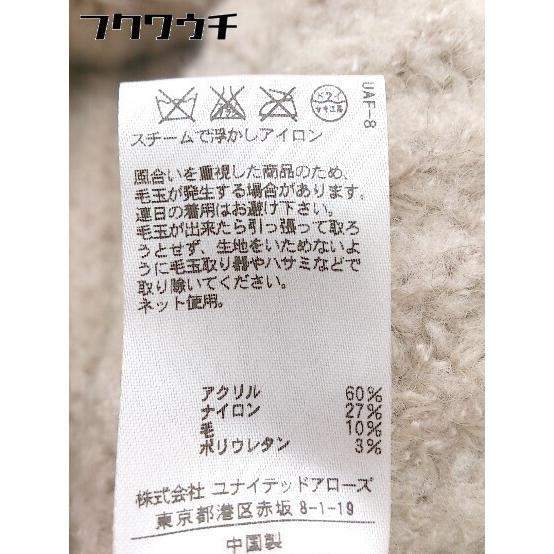 フクワウチ
UAF-8
ドライ
セキユ系
スチームで浮かしアイロン
風合いを重視した商品のため、
毛玉が発生する場合があります。
連日の着用はお避け下さい。
毛玉が出来たら引っ張って取ろ
うとせず、生地をいためないよ
うに毛玉取り器やハサミなどで
取り除いてください。
ネット使用。
アクリル 60%
ナイロン 27%
毛 10%
ポリウレタン 3%
株式会社 ユナイテッドアローズ
東京都港区赤坂 8-1-19
中国製